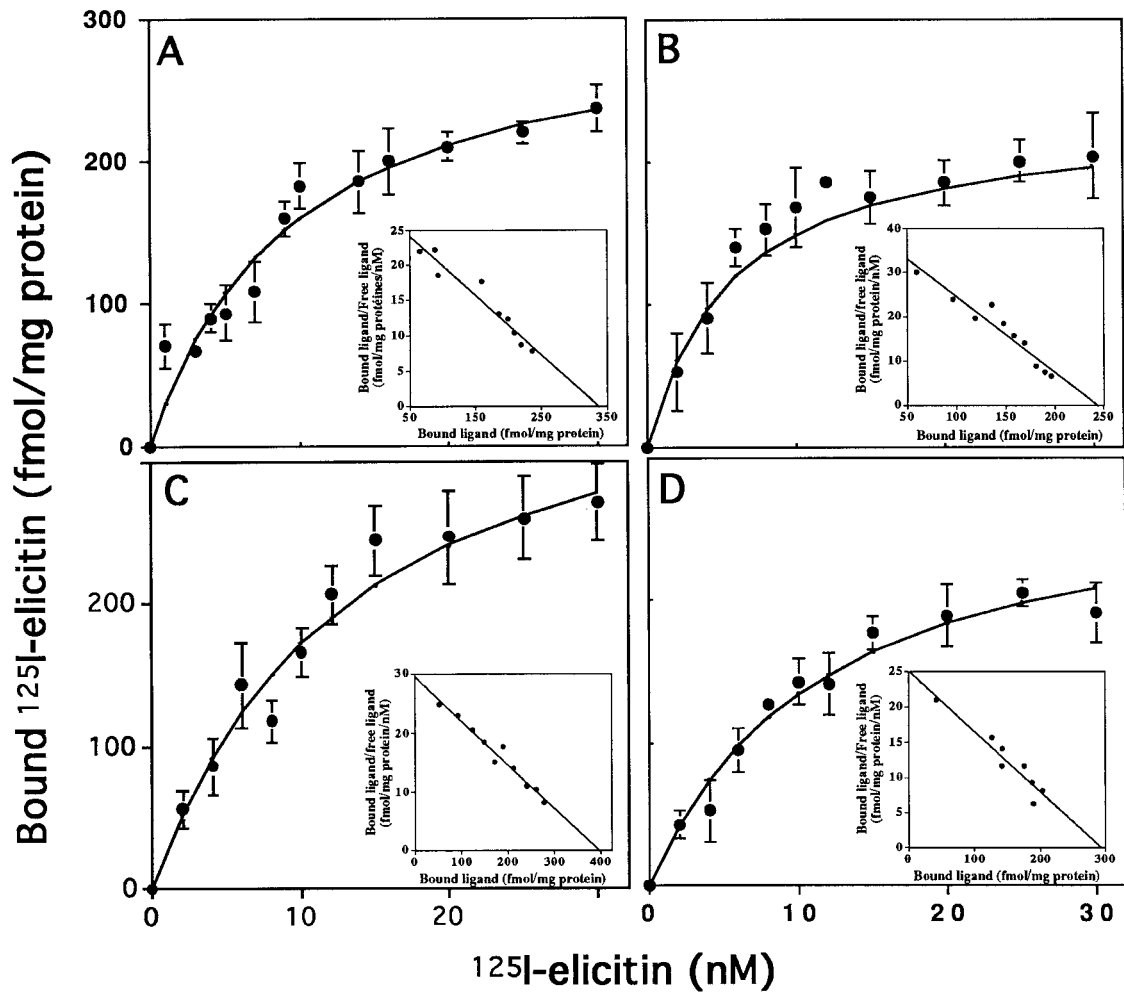 Bound 125I-elicitin (fmol/mg protein)
125I-elicitin (nM)
A
300
200
100
0
Bound ligand/Free ligand
(fmol/mg protéines/nM)
25
20
15
10
5
0
50 150 250 350
Bound ligand (fmol/mg protein)
B
Bound ligand/free ligand
(fmol/mg protein/nM)
40
30
20
10
0
50 100 150 200 250
Bound ligand (fmol/mg protein)
C
200
100
0
0 10 20
Bound ligand/free ligand
(fmol/mg protein/nM)
30
20
10
0
0 100 200 300 400
Bound ligand (fmol/mg protein)
D
0 10 20 30
Bound ligand/Free ligand
(fmol/mg protein/nM)
25
20
15
10
5
0
0 100 200 300
Bound ligand (fmol/mg protein)